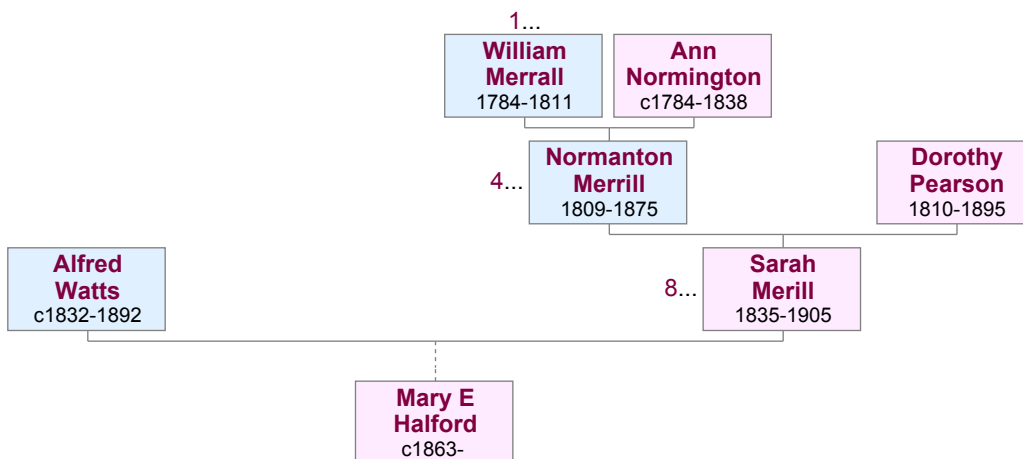 1...
William
Merrall
1784-1811
Ann
Normington
c1784-1838
4...
Normanton
Merrill
1809-1875
Dorothy
Pearson
1810-1895
Alfred
Watts
c1832-1892
8...
Sarah
Merill
1835-1905
Mary E
Halford
c1863-